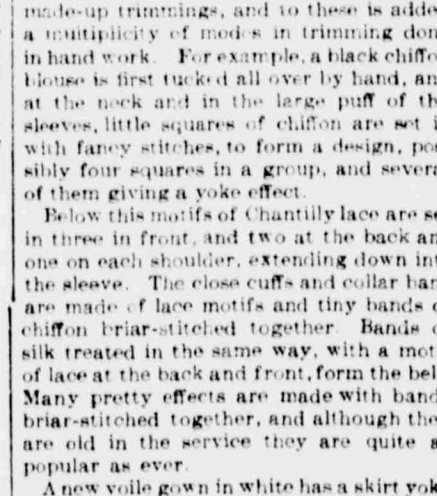 made-up trimmings, and to these is adde
a multiplicity of modes in trimming don
in hand work. For example, a black chiffo
blouse is first tucked all over by hand, an
at the neck and in the large puff of th
sleeves, little squares of chiffon are set i
with fancy stitches, to form a design, pos
sibly four squares in a group, and severa
of them giving a yoke effect.
Below this motifs of Chantilly lace are se
in three in front, and two at the back an
one on each shoulder, extending down int
the sleeve. The close cuffs and collar ban
are made of lace motifs and tiny bands o
chiffon briar-stitched together. Bands o
silk treated in the same way, with a moti
of lace at the back and front, form the bel
Many pretty effects are made with band
briar-stitched together, and although the
are old in the service they are quite a
popular as ever.
A new voile gown in white has a skirt yok